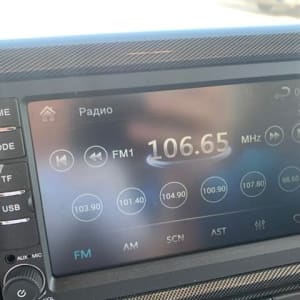 Радио
ME
ODE
TF
USB
AUX MIC
FM1 106.65 MHz
103.90 101.40 104.90 100.90 107.80
FM AM SCN AST